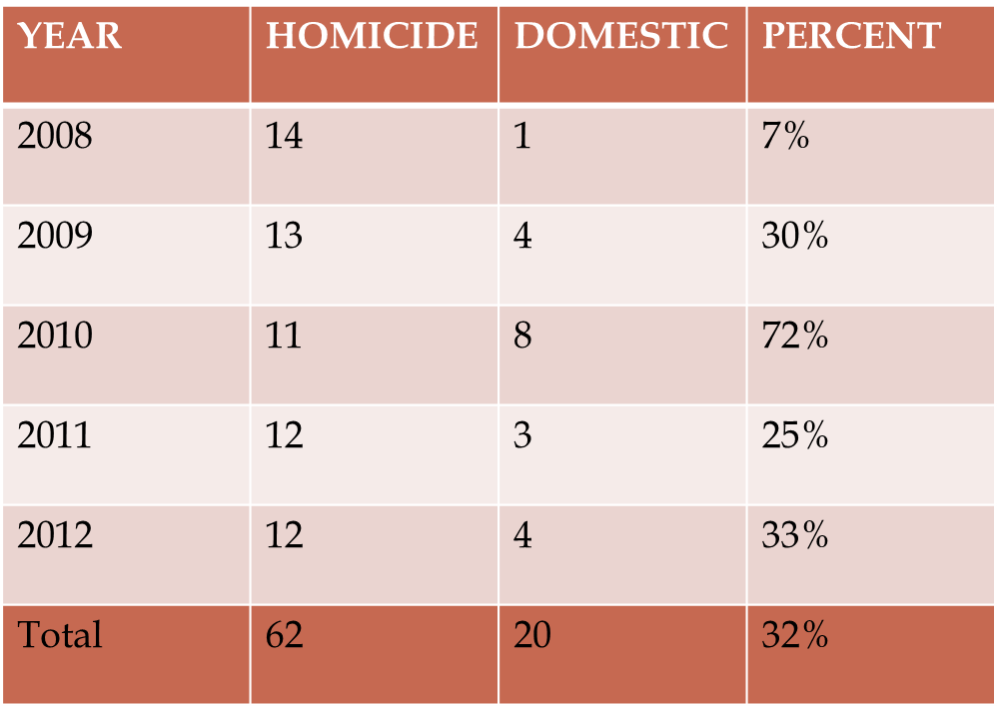 YEAR HOMICIDE DOMESTIC PERCENT
2008 14 1 7%
2009 13 4 30%
2010 11 8 72%
2011 12 3 25%
2012 12 4 33%
Total 62 20 32%